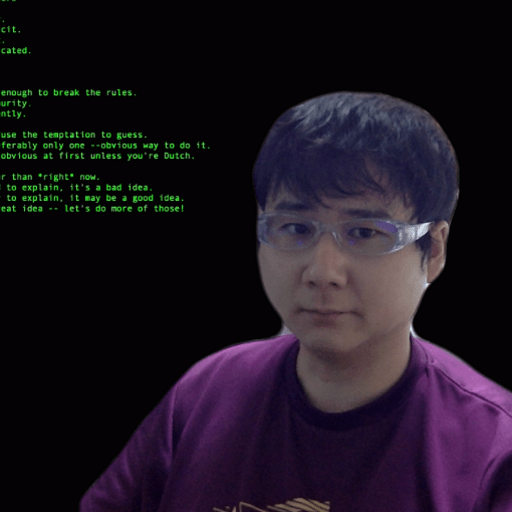 cit.
cated.
enough to break the rules.
urity.
ently.
use the temptation to guess.
ferably only one --obvious way to do it.
obvious at first unless you're Dutch.
r than *right* now.
to explain, it's a bad idea.
to explain, it may be a good idea.
eat idea -- let's do more of those!